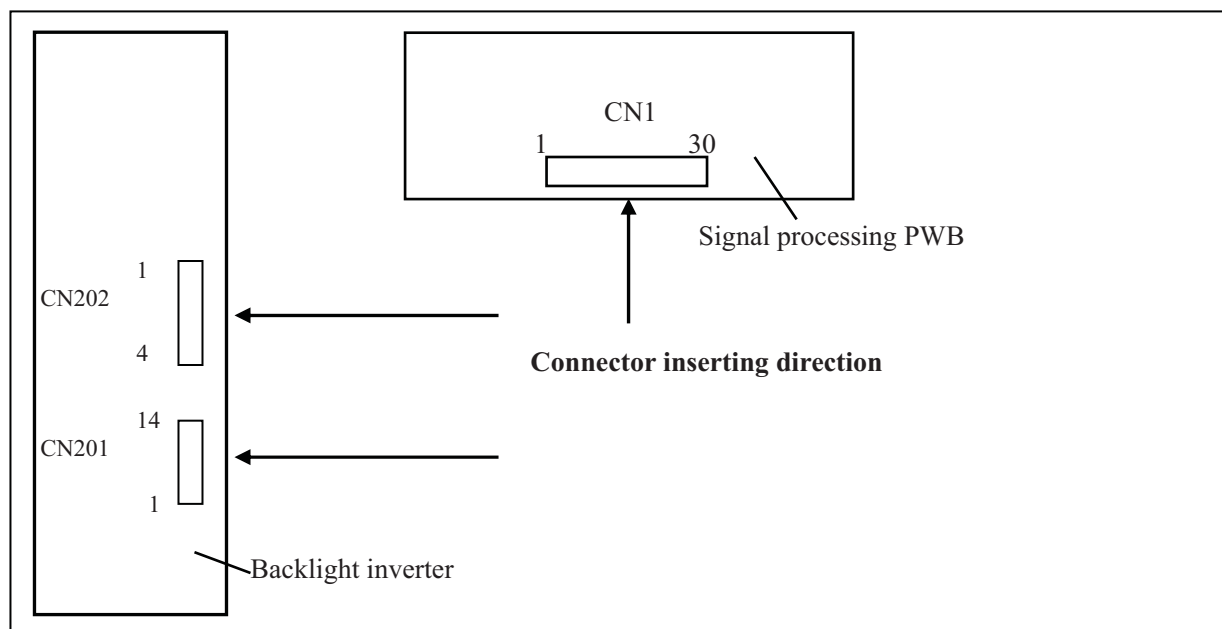 CN1
1 30
Signal processing PWB
1
CN202
4
Connector inserting direction
14
CN201
1
Backlight inverter